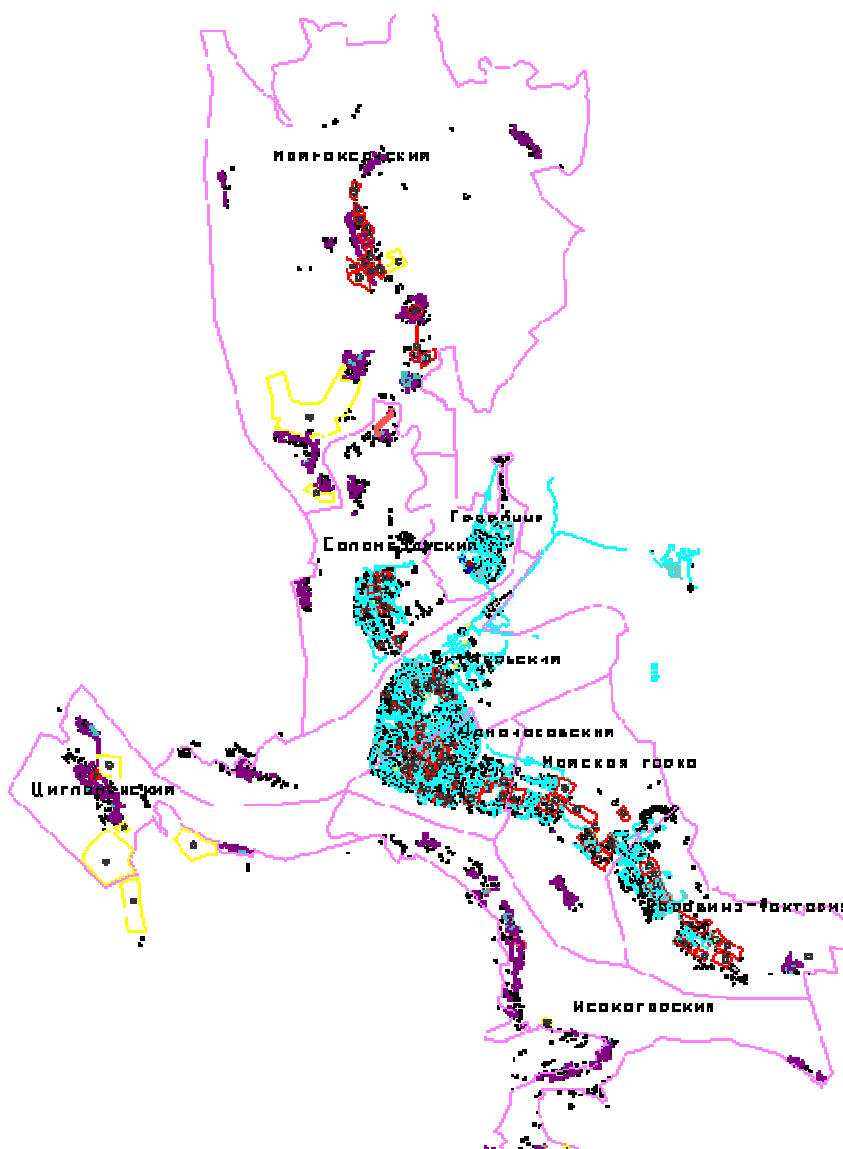 Маймаксанский
Соломбальский
Октябрьский
Ломоносовский
Майская горка
Цигломенский
Варавино-Фактория
Исакогорский